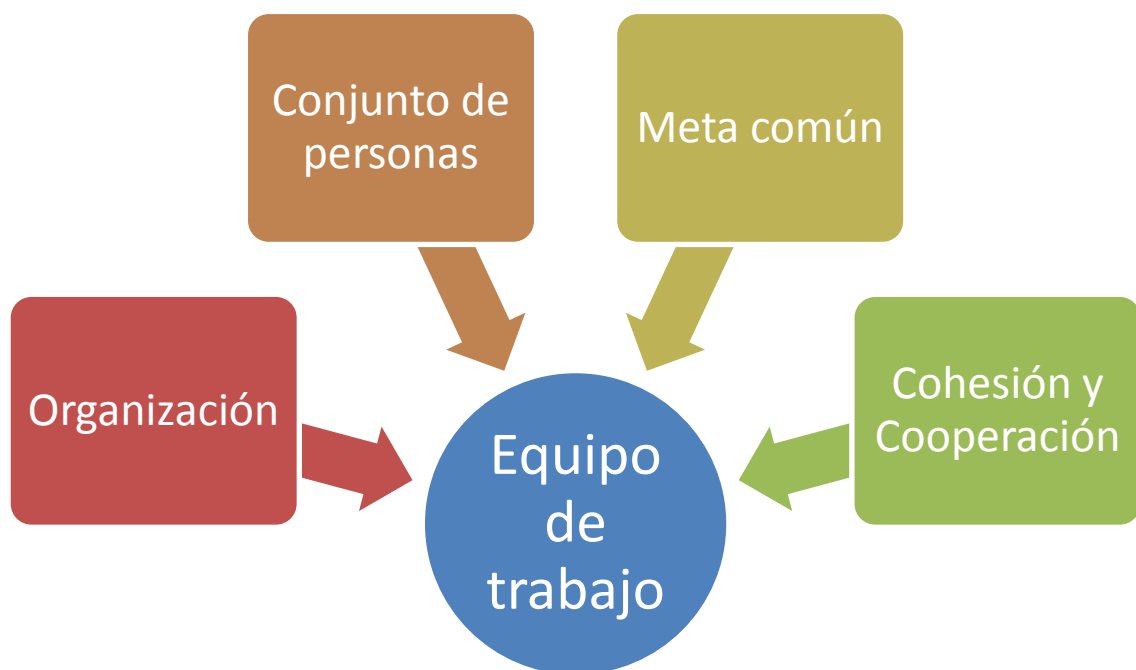 Conjunto de
personas
Meta común
Organización
Cohesión y
Cooperación
Equipo
de
trabajo